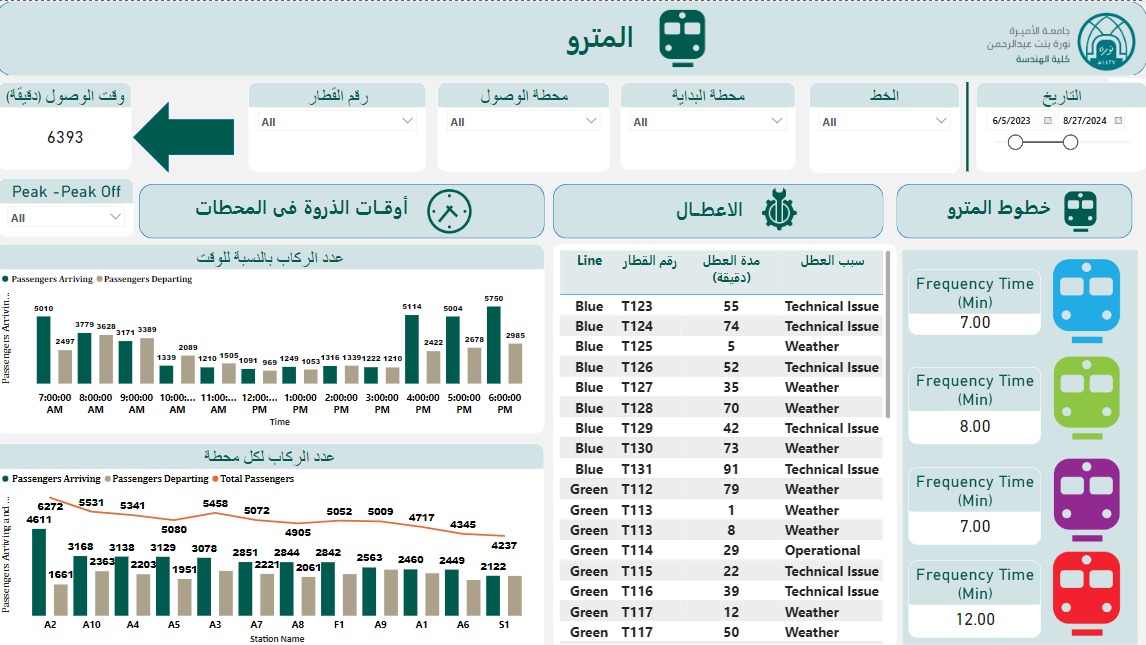 المترو
جامعة الأميرة
نورة بنت عبدالرحمن
كلية الهندسة
التاريخ
6/5/2023 8/27/2024
الخط
All
محطة البداية
All
محطة الوصول
All
رقم القطار
All
وقت الوصول (دقيقة)
6393
Peak -Peak Off
All
خطوط المترو
الاعطـال
أوقـات الذروة فى المحطات
عدد الركاب بالنسبة للوقت
Passengers Arriving Passengers Departing
Passengers Arrivin...
5010 2497 3779 3628 3171 3389 1339 2089 1210 1505 1091 969 1249 1053 1316 1339 1222 1210 5114 2422 5004 2678 5750 2985
7:00:00 AM
8:00:00 AM
9:00:00 AM
10:00:... AM
11:00:... AM
12:00:... PM
1:00:00 PM
2:00:00 PM
3:00:00 PM
4:00:00 PM
5:00:00 PM
6:00:00 PM
Time
عدد الركاب لكل محطة
Passengers Arriving Passengers Departing Total Passengers
Passengers Arriving and ...
6272 5531 5341 5080 5458 5072 4905 5052 5009 4717 4345 4237
4611 3168 3138 3129 3078 2851 2844 2842 2563 2460 2449 2122
1661 2363 2203 1951 2221 2061
A2 A10 A4 A5 A3 A7 A8 F1 A9 A1 A6 S1
Station Name
Line رقم القطار مدة العطل (دقيقة) سبب العطل
Blue T123 55 Technical Issue
Blue T124 74 Technical Issue
Blue T125 5 Weather
Blue T126 52 Technical Issue
Blue T127 35 Weather
Blue T128 70 Weather
Blue T129 42 Technical Issue
Blue T130 73 Weather
Blue T131 91 Technical Issue
Green T112 79 Weather
Green T113 1 Weather
Green T113 8 Weather
Green T114 29 Operational
Green T115 22 Technical Issue
Green T116 39 Technical Issue
Green T117 12 Weather
Green T117 50 Weather
Frequency Time
(Min)
7.00
Frequency Time
(Min)
8.00
Frequency Time
(Min)
7.00
Frequency Time
(Min)
12.00